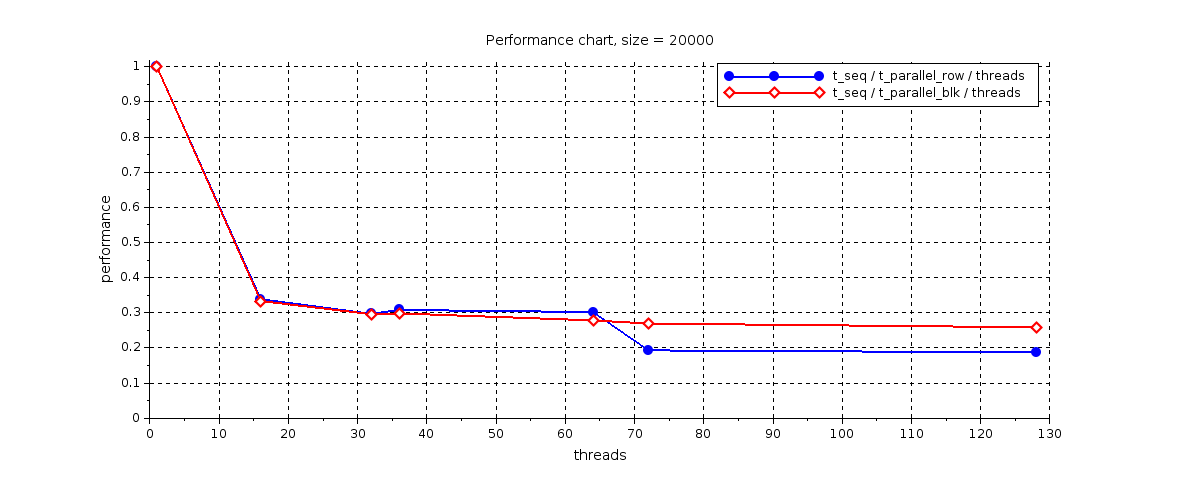 Performance chart, size = 20000
t_seq / t_parallel_row / threads
t_seq / t_parallel_blk / threads
performance
1
0.9
0.8
0.7
0.6
0.5
0.4
0.3
0.2
0.1
0
0 10 20 30 40 50 60 70 80 90 100 110 120 130
threads